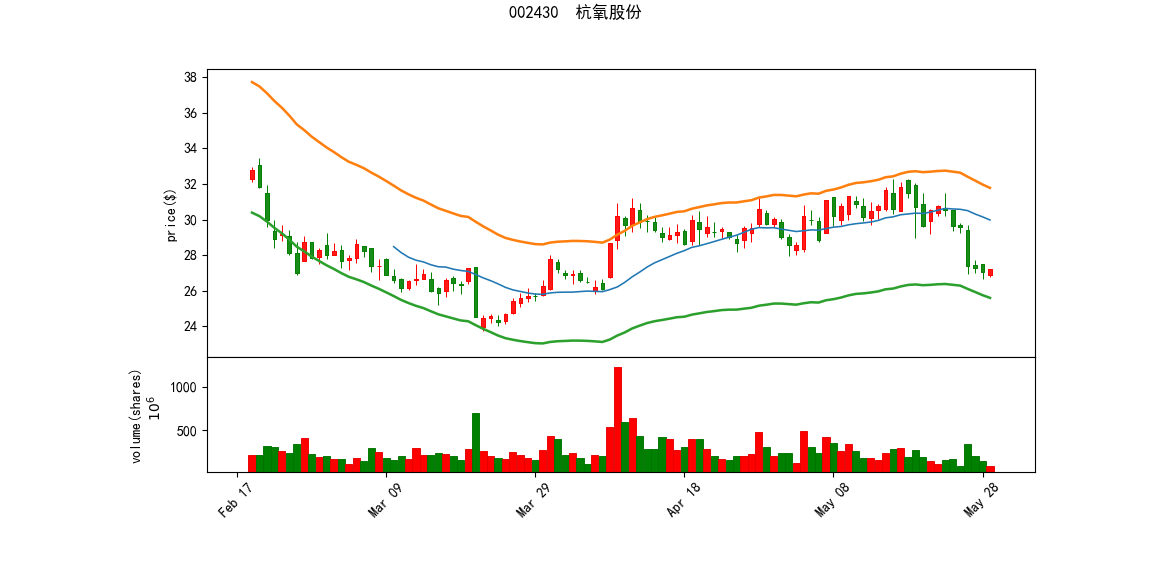 002430 杭氧股份
38
36
34
32
30
28
26
24
price($)
1000
500
volume(shares)
10^6
Feb 17
Mar 09
Mar 29
Apr 18
May 08
May 28